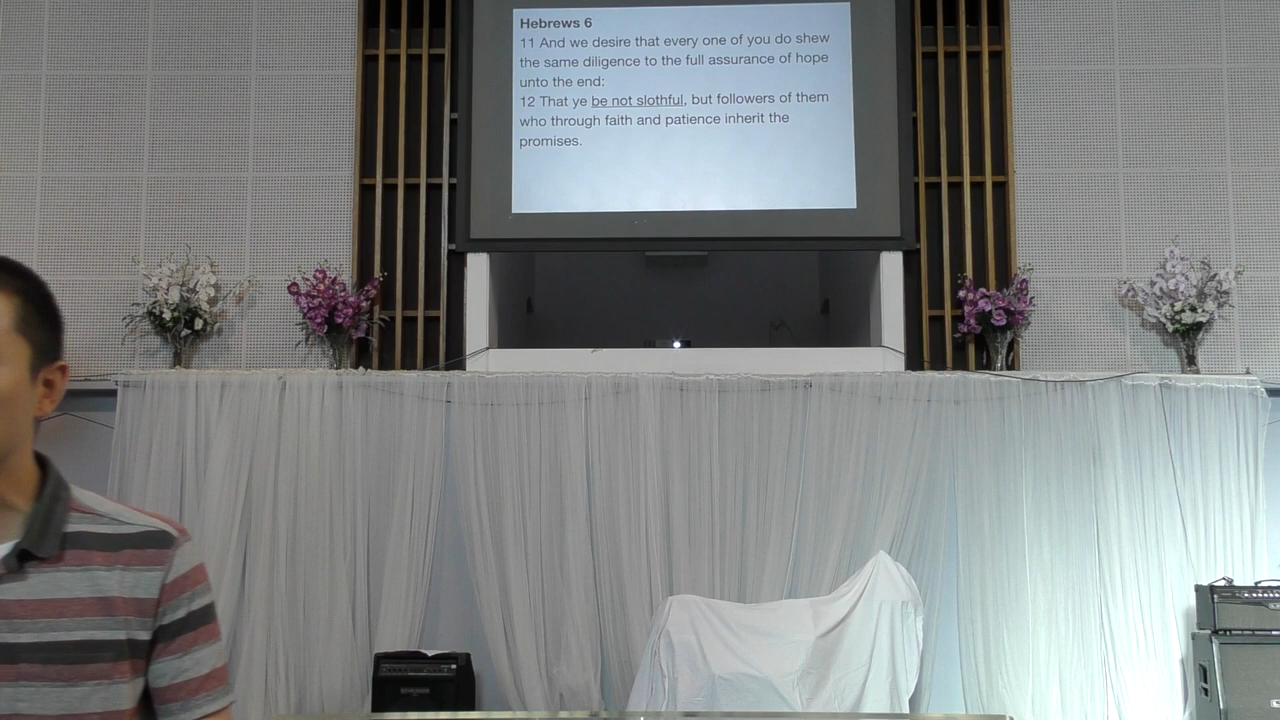 Hebrews 6
11 And we desire that every one of you do shew
the same diligence to the full assurance of hope
unto the end:
12 That ye be not slothful, but followers of them
who through faith and patience inherit the
promises.